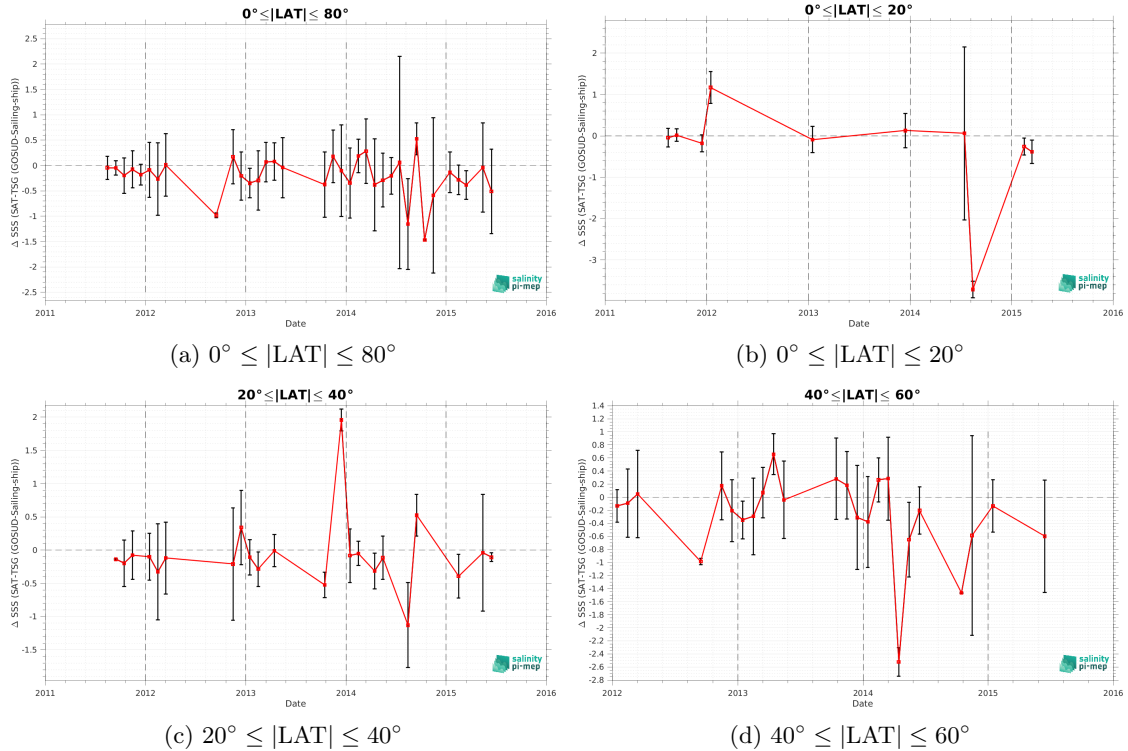 0°≤|LAT|≤ 80°
Δ SSS (SAT-TSG (GOSUD-Sailing-ship))
2.5
2
1.5
1
0.5
0
-0.5
-1
-1.5
-2
-2.5
2011 2012 2013 2014 2015 2016
Date
salinity
pi-mep
(a) 0° ≤ |LAT| ≤ 80°
0°≤|LAT|≤ 20°
Δ SSS (SAT-TSG (GOSUD-Sailing-ship))
2
1
0
-1
-2
-3
2011 2012 2013 2014 2015 2016
Date
salinity
pi-mep
(b) 0° ≤ |LAT| ≤ 20°
20°≤|LAT|≤ 40°
Δ SSS (SAT-TSG (GOSUD-Sailing-ship))
2
1.5
1
0.5
0
-0.5
-1
-1.5
2011 2012 2013 2014 2015 2016
Date
salinity
pi-mep
(c) 20° ≤ |LAT| ≤ 40°
40°≤|LAT|≤ 60°
Δ SSS (SAT-TSG (GOSUD-Sailing-ship))
1.4
1.2
1
0.8
0.6
0.4
0.2
0
-0.2
-0.4
-0.6
-0.8
-1
-1.2
-1.4
-1.6
-1.8
-2
-2.2
-2.4
-2.6
-2.8
2012 2013 2014 2015 2016
Date
salinity
pi-mep
(d) 40° ≤ |LAT| ≤ 60°